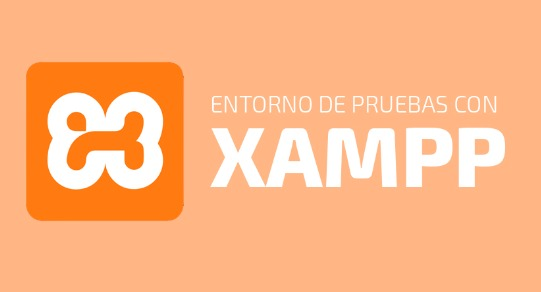 ENTORNO DE PRUEBAS CON
XAMPP